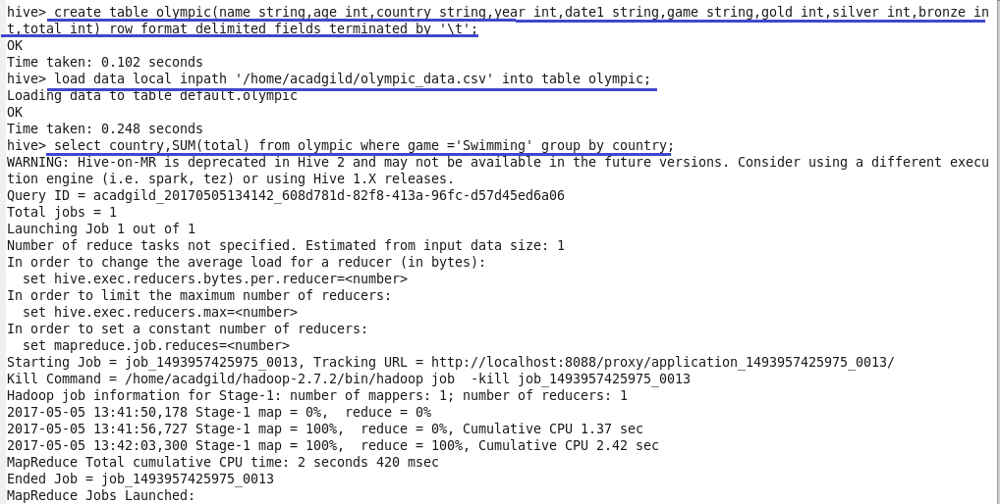 hive> create table olympic(name string,age int,country string,year int,date1 string,game string,gold int,silver int,bronze in
t,total int) row format delimited fields terminated by '\t';
OK
Time taken: 0.102 seconds
hive> load data local inpath '/home/acadgild/olympic_data.csv' into table olympic;
Loading data to table default.olympic
OK
Time taken: 0.248 seconds
hive> select country,SUM(total) from olympic where game ='Swimming' group by country;
WARNING: Hive-on-MR is deprecated in Hive 2 and may not be available in the future versions. Consider using a different execu
tion engine (i.e. spark, tez) or using Hive 1.X releases.
Query ID = acadgild_20170505134142_608d781d-82f8-413a-96fc-d57d45ed6a06
Total jobs = 1
Launching Job 1 out of 1
Number of reduce tasks not specified. Estimated from input data size: 1
In order to change the average load for a reducer (in bytes):
  set hive.exec.reducers.bytes.per.reducer=<number>
In order to limit the maximum number of reducers:
  set hive.exec.reducers.max=<number>
In order to set a constant number of reducers:
  set mapreduce.job.reduces=<number>
Starting Job = job_1493957425975_0013, Tracking URL = http://localhost:8088/proxy/application_1493957425975_0013/
Kill Command = /home/acadgild/hadoop-2.7.2/bin/hadoop job  -kill job_1493957425975_0013
Hadoop job information for Stage-1: number of mappers: 1; number of reducers: 1
2017-05-05 13:41:50,178 Stage-1 map = 0%,  reduce = 0%
2017-05-05 13:41:56,727 Stage-1 map = 100%,  reduce = 0%, Cumulative CPU 1.37 sec
2017-05-05 13:42:03,300 Stage-1 map = 100%,  reduce = 100%, Cumulative CPU 2.42 sec
MapReduce Total cumulative CPU time: 2 seconds 420 msec
Ended Job = job_1493957425975_0013
MapReduce Jobs Launched: